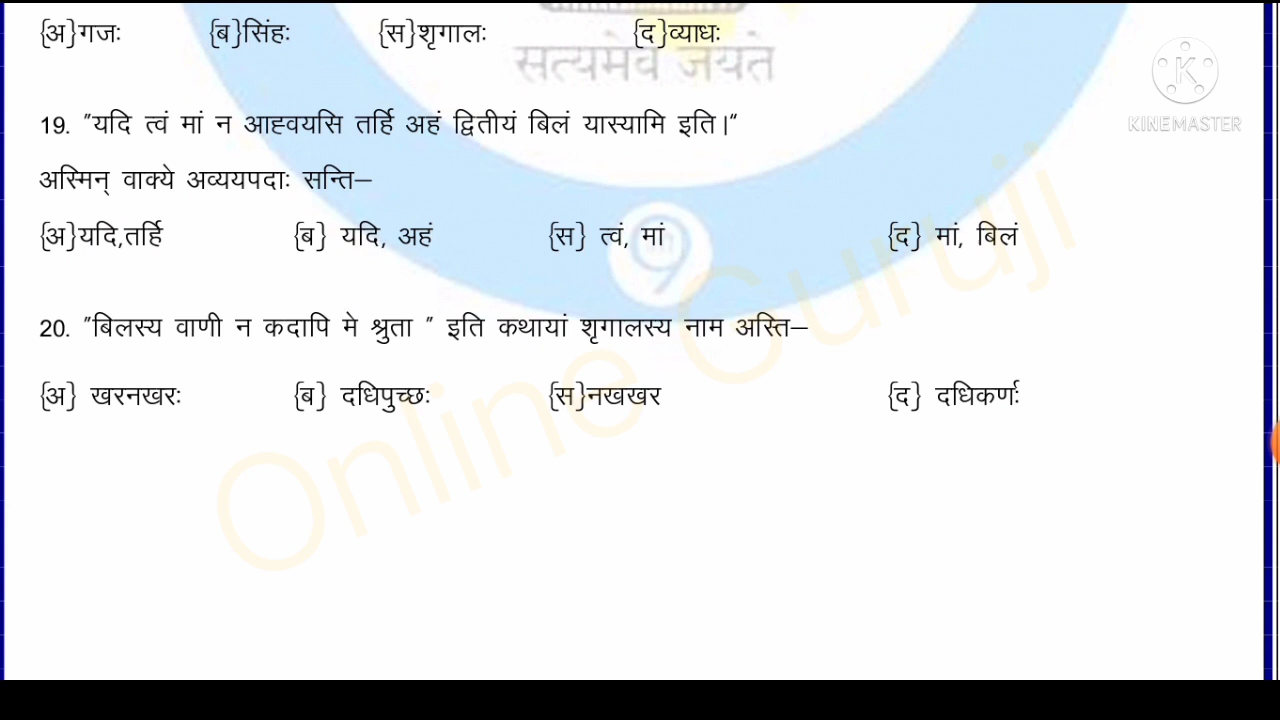 {अ}गजः {ब}सिंहः {स}शृगालः {द}व्याधः
सत्यमेव जयते
K
KINEMASTER
19. "यदि त्वं मां न आह्वयसि तर्हि अहं द्वितीयं बिलं यास्यामि इति।"
अस्मिन् वाक्ये अव्ययपदाः सन्ति–
{अ}यदि,तर्हि {ब} यदि, अहं {स} त्वं, मां {द} मां, बिलं
9
20. "बिलस्य वाणी न कदापि मे श्रुता " इति कथायां शृगालस्य नाम अस्ति–
{अ} खरनखरः {ब} दधिपुच्छः {स}नखखर {द} दधिकर्णः
Online Guruji